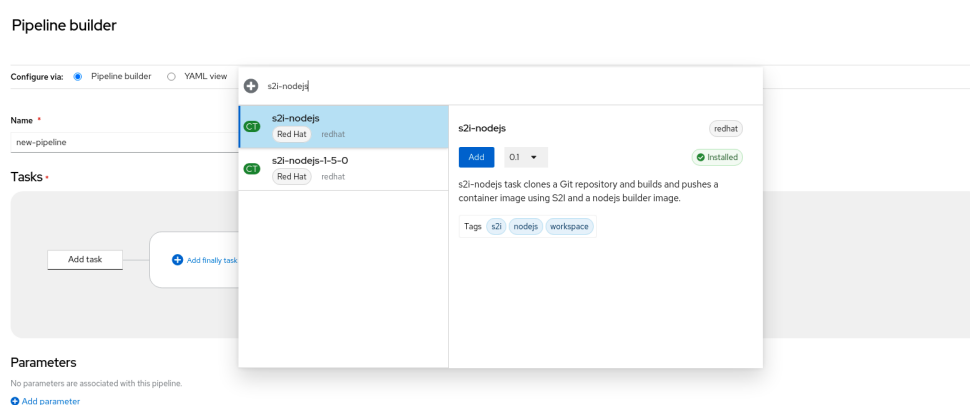 Pipeline builder
Configure via: Pipeline builder YAML view
Name *
new-pipeline
Tasks *
Add task
Add finally task
Parameters
No parameters are associated with this pipeline.
Add parameter
s2i-nodejs
CT s2i-nodejs
Red Hat redhat
CT s2i-nodejs-1-5-0
Red Hat redhat
s2i-nodejs redhat
Add 0.1 Installed
s2i-nodejs task clones a Git repository and builds and pushes a
container image using S2I and a nodejs builder image.
Tags s2i nodejs workspace